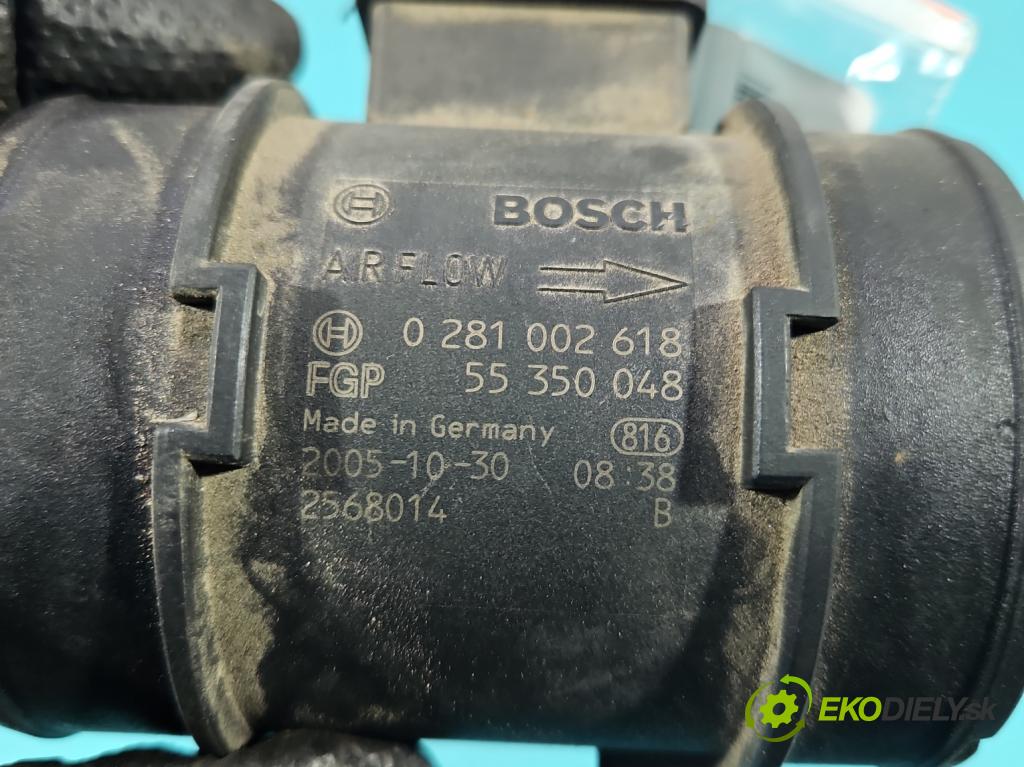 BOSCH
AIRFLOW
0 281 002 618
FGP 55 350 048
Made in Germany 816
2005-10-30 08:38
2568014 B
EKODIELY.sk